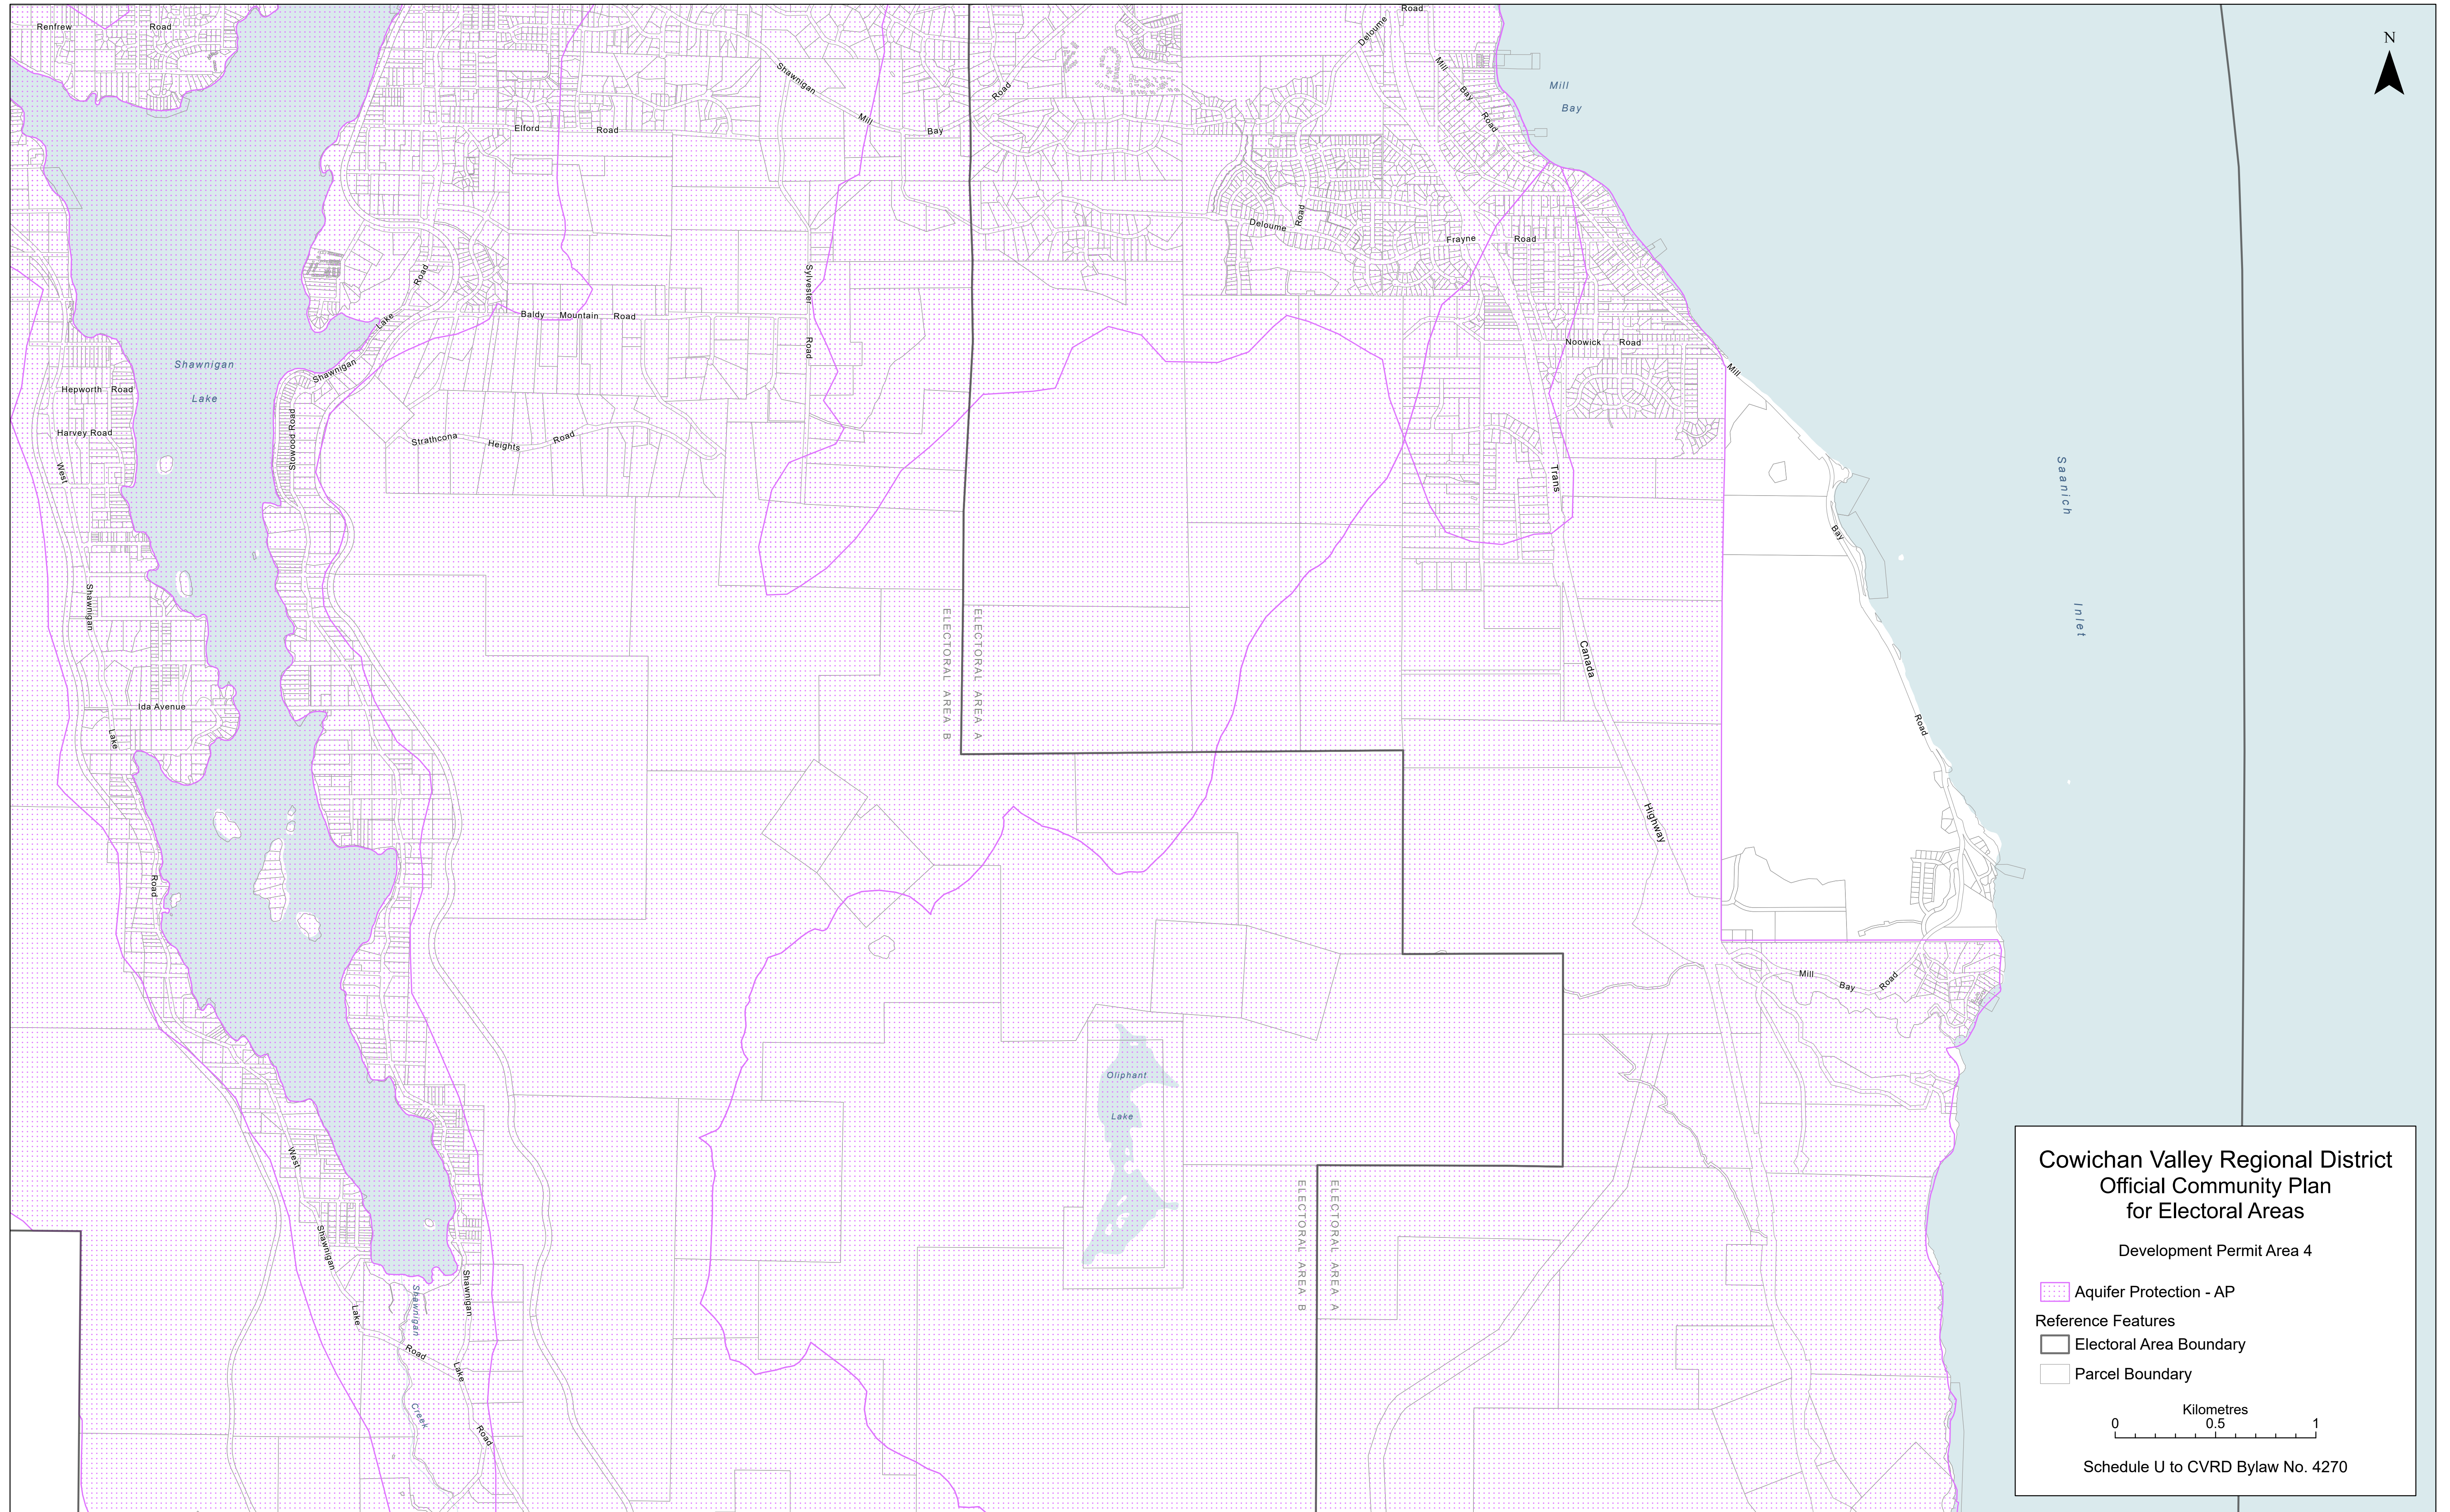 Renfrew Road
Road
Deloume
N
Mill
Bay
Mill
Bay
Road
Shawnigan
Mill
Bay
Road
Elford Road
Deloume
Road
Frayne Road
Sylvester
Road
Lake
Road
Shawnigan
Baldy Mountain Road
Noowick Road
Mill
Shawnigan
Lake
Hepworth Road
Harvey Road
Slowood Road
Strathcona
Heights
Road
West
Trans
Saanich
Bay
Inlet
Shawnigan
ELECTORAL AREA B
ELECTORAL AREA A
Canada
Ida Avenue
Lake
Road
Highway
Road
Mill
Bay
Road
Oliphant
Lake
West
Shawnigan
Lake
Road
Shawnigan
Creek
Shawnigan
Lake
Road
ELECTORAL AREA B
ELECTORAL AREA A
Cowichan Valley Regional District
Official Community Plan
for Electoral Areas
Development Permit Area 4
Aquifer Protection - AP
Reference Features
Electoral Area Boundary
Parcel Boundary
Kilometres
0 0.5 1
Schedule U to CVRD Bylaw No. 4270